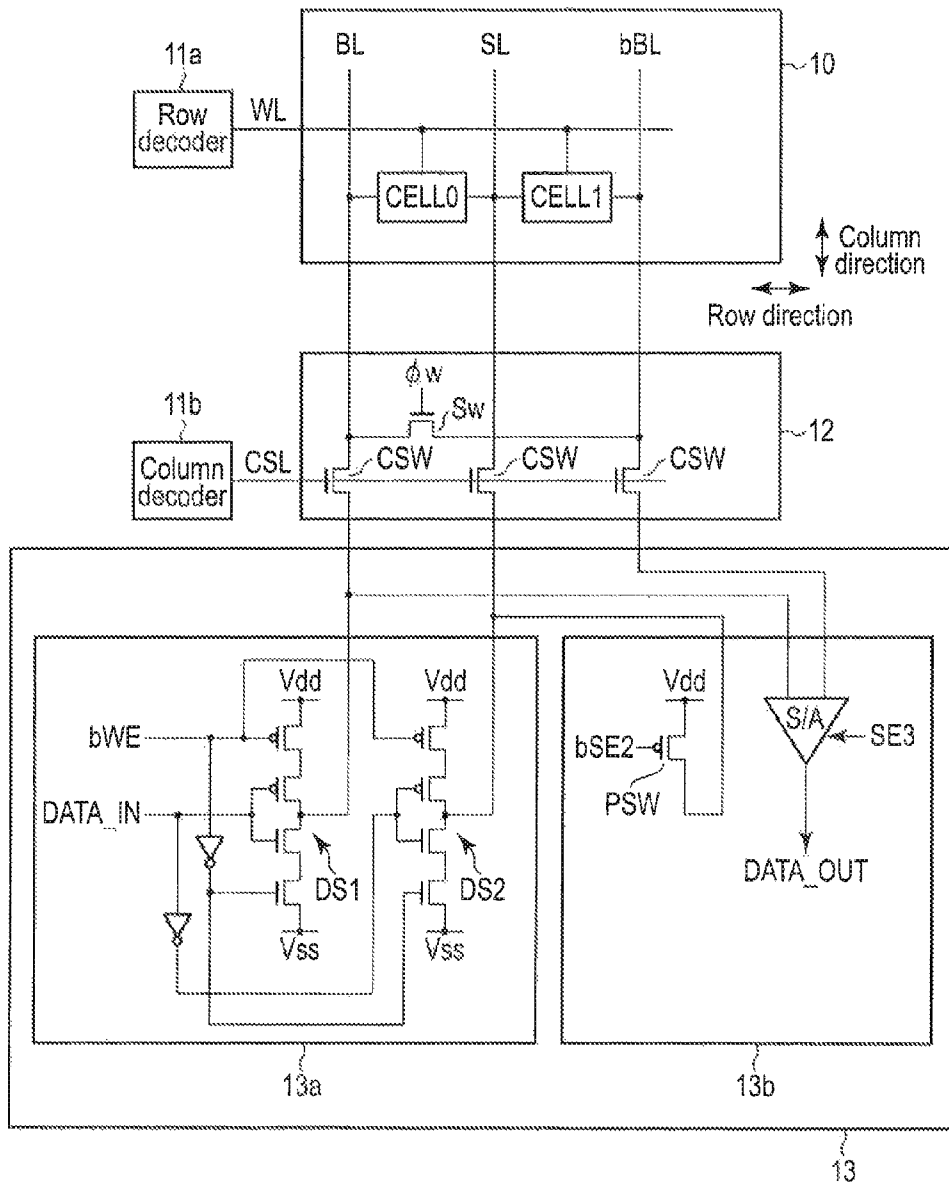 BL SL bBL
10
11a
Row decoder
WL
CELL0 CELL1
Column direction
Row direction
ϕw
Sw
12
11b
Column decoder
CSL
CSW CSW CSW
Vdd Vdd
bWE
DATA_IN
DS1 DS2
Vss Vss
13a
Vdd
bSE2
PSW
S/A
SE3
DATA_OUT
13b
13